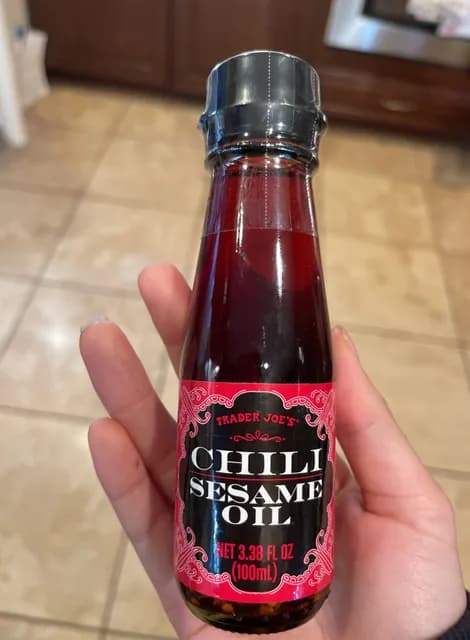 TRADER JOE'S
CHILI
SESAME
OIL
NET 3.38 FL OZ
(100mL)